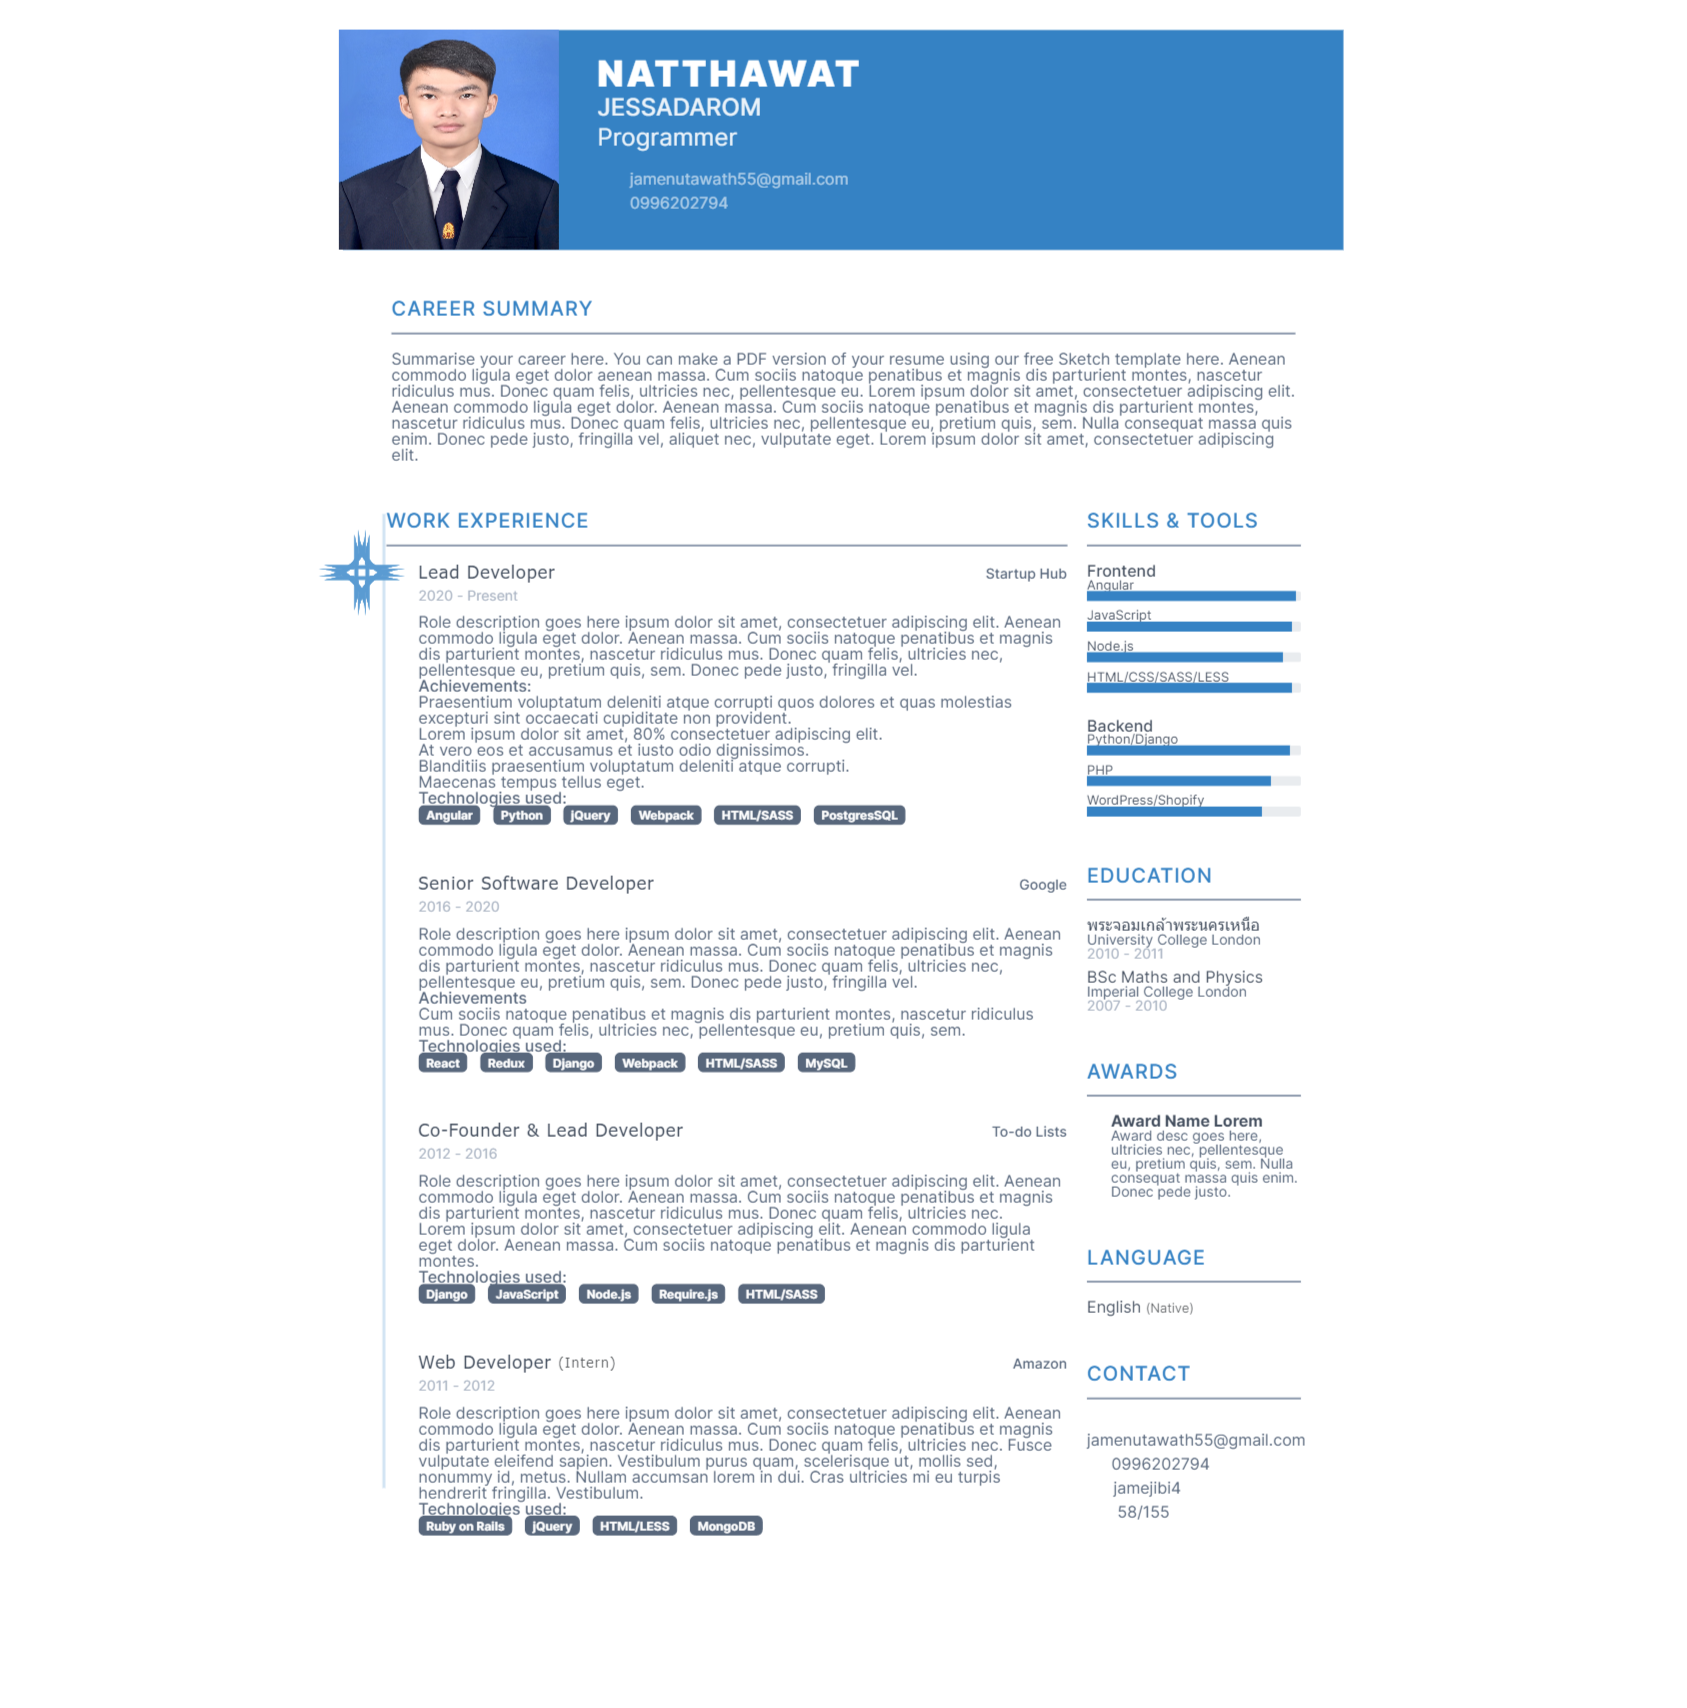 NATTHAWAT
JESSADAROM
Programmer
jamenutawath55@gmail.com
0996202794
CAREER SUMMARY
Summarise your career here. You can make a PDF version of your resume using our free Sketch template here. Aenean
commodo ligula eget dolor aenean massa. Cum sociis natoque penatibus et magnis dis parturient montes, nascetur
ridiculus mus. Donec quam felis, ultricies nec, pellentesque eu. Lorem ipsum dolor sit amet, consectetuer adipiscing elit.
Aenean commodo ligula eget dolor. Aenean massa. Cum sociis natoque penatibus et magnis dis parturient montes,
nascetur ridiculus mus. Donec quam felis, ultricies nec, pellentesque eu, pretium quis, sem. Nulla consequat massa quis
enim. Donec pede justo, fringilla vel, aliquet nec, vulputate eget. Lorem ipsum dolor sit amet, consectetuer adipiscing
elit.
WORK EXPERIENCE
Lead Developer
Startup Hub
2020 - Present
Role description goes here ipsum dolor sit amet, consectetuer adipiscing elit. Aenean
commodo ligula eget dolor. Aenean massa. Cum sociis natoque penatibus et magnis
dis parturient montes, nascetur ridiculus mus. Donec quam felis, ultricies nec,
pellentesque eu, pretium quis, sem. Donec pede justo, fringilla vel.
Achievements:
Praesentium voluptatum deleniti atque corrupti quos dolores et quas molestias
excepturi sint occaecati cupiditate non provident.
Lorem ipsum dolor sit amet, 80% consectetuer adipiscing elit.
At vero eos et accusamus et iusto odio dignissimos.
Blanditiis praesentium voluptatum deleniti atque corrupti.
Maecenas tempus tellus eget.
Technologies used:
Angular Python jQuery Webpack HTML/SASS PostgresSQL
Senior Software Developer
Google
2016 - 2020
Role description goes here ipsum dolor sit amet, consectetuer adipiscing elit. Aenean
commodo ligula eget dolor. Aenean massa. Cum sociis natoque penatibus et magnis
dis parturient montes, nascetur ridiculus mus. Donec quam felis, ultricies nec,
pellentesque eu, pretium quis, sem. Donec pede justo, fringilla vel.
Achievements
Cum sociis natoque penatibus et magnis dis parturient montes, nascetur ridiculus
mus. Donec quam felis, ultricies nec, pellentesque eu, pretium quis, sem.
Technologies used:
React Redux Django Webpack HTML/SASS MySQL
Co-Founder & Lead Developer
To-do Lists
2012 - 2016
Role description goes here ipsum dolor sit amet, consectetuer adipiscing elit. Aenean
commodo ligula eget dolor. Aenean massa. Cum sociis natoque penatibus et magnis
dis parturient montes, nascetur ridiculus mus. Donec quam felis, ultricies nec.
Lorem ipsum dolor sit amet, consectetuer adipiscing elit. Aenean commodo ligula
eget dolor. Aenean massa. Cum sociis natoque penatibus et magnis dis parturient
montes.
Technologies used:
Django JavaScript Node.js Require.js HTML/SASS
Web Developer (Intern)
Amazon
2011 - 2012
Role description goes here ipsum dolor sit amet, consectetuer adipiscing elit. Aenean
commodo ligula eget dolor. Aenean massa. Cum sociis natoque penatibus et magnis
dis parturient montes, nascetur ridiculus mus. Donec quam felis, ultricies nec. Fusce
vulputate eleifend sapien. Vestibulum purus quam, scelerisque ut, mollis sed,
nonummy id, metus. Nullam accumsan lorem in dui. Cras ultricies mi eu turpis
hendrerit fringilla. Vestibulum.
Technologies used:
Ruby on Rails jQuery HTML/LESS MongoDB
SKILLS & TOOLS
Frontend
Angular
JavaScript
Node.js
HTML/CSS/SASS/LESS
Backend
Python/Django
PHP
WordPress/Shopify
EDUCATION
พระจอมเกล้าพระนครเหนือ
University College London
2010 - 2011
BSc Maths and Physics
Imperial College London
2007 - 2010
AWARDS
Award Name Lorem
Award desc goes here,
ultricies nec, pellentesque
eu, pretium quis, sem. Nulla
consequat massa quis enim.
Donec pede justo.
LANGUAGE
English (Native)
CONTACT
jamenutawath55@gmail.com
0996202794
jamejibi4
58/155